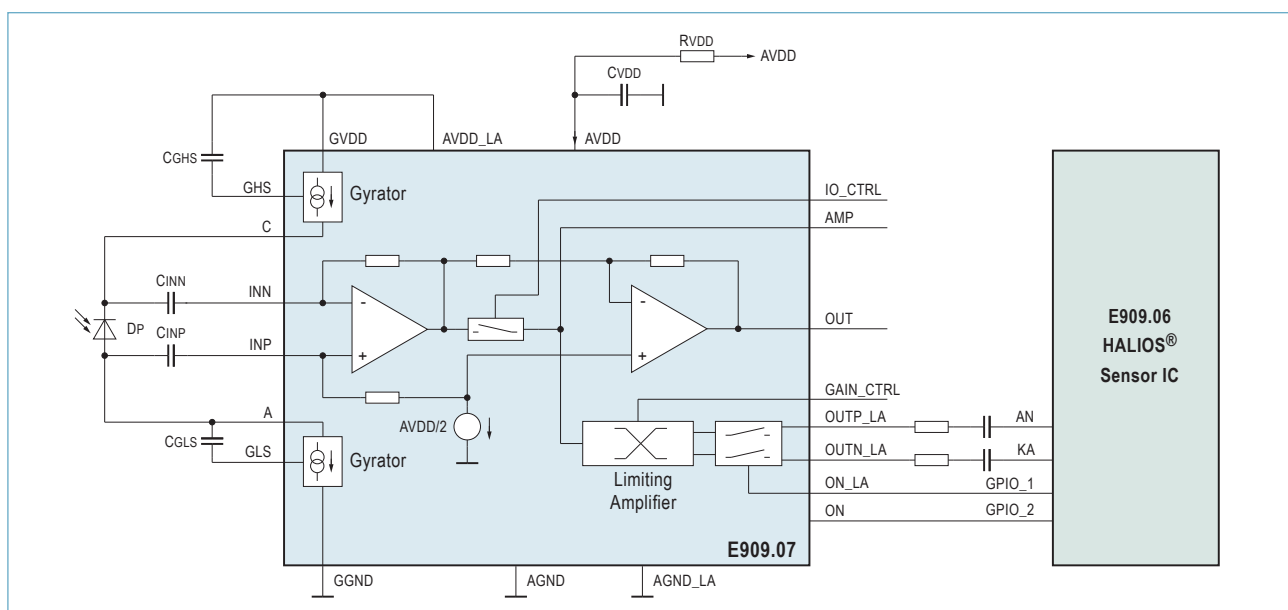 RVDD
AVDD
CVDD
GVDD
AVDD_LA
AVDD
CGHS
GHS
Gyrator
IO_CTRL
AMP
C
CINN
INN
-
-
DP
CINP
INP
+
+
OUT
E909.06
HALIOS®
Sensor IC
A
AVDD/2
GAIN_CTRL
OUTP_LA
AN
CGLS
GLS
Gyrator
OUTN_LA
KA
Limiting
Amplifier
ON_LA
GPIO_1
ON
GPIO_2
E909.07
GGND
AGND
AGND_LA